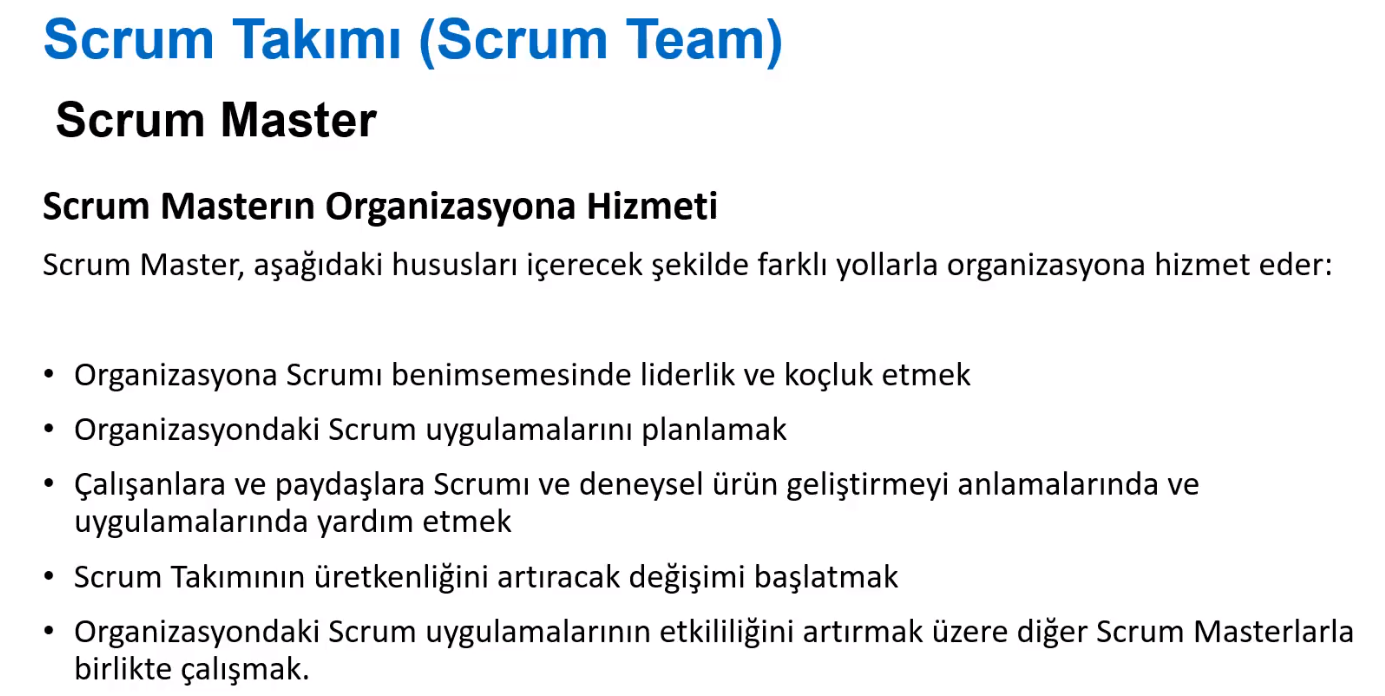 Scrum Takımı (Scrum Team)
Scrum Master
Scrum Masterın Organizasyona Hizmeti
Scrum Master, aşağıdaki hususları içerecek şekilde farklı yollarla organizasyona hizmet eder:
• Organizasyona Scrumı benimsemesinde liderlik ve koçluk etmek
• Organizasyondaki Scrum uygulamalarını planlamak
• Çalışanlara ve paydaşlara Scrumı ve deneysel ürün geliştirmeyi anlamalarında ve
uygulamalarında yardım etmek
• Scrum Takımının üretkenliğini artıracak değişimi başlatmak
• Organizasyondaki Scrum uygulamalarının etkililiğini artırmak üzere diğer Scrum Masterlarla
birlikte çalışmak.